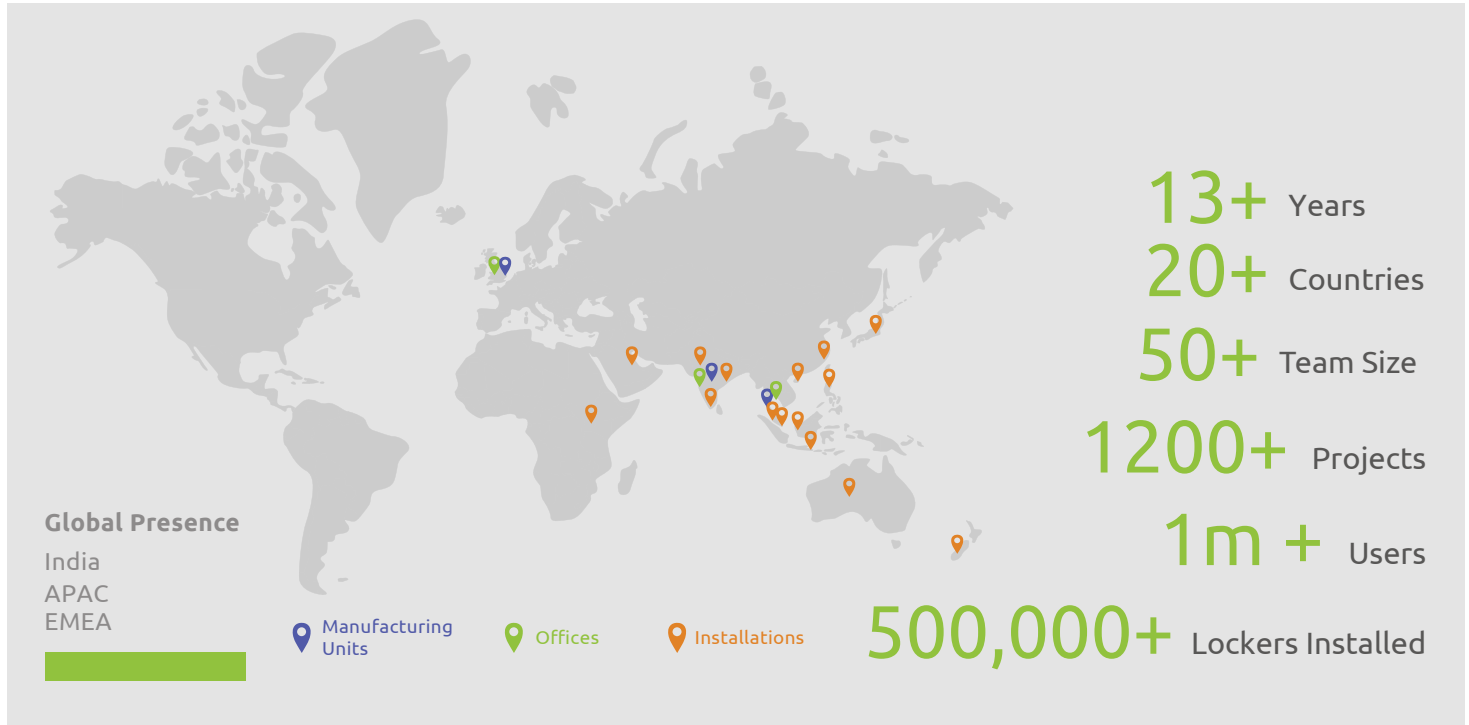 13+ Years
20+ Countries
50+ Team Size
1200+ Projects
1m + Users
500,000+ Lockers Installed
Global Presence
India
APAC
EMEA
Manufacturing
Units
Offices
Installations